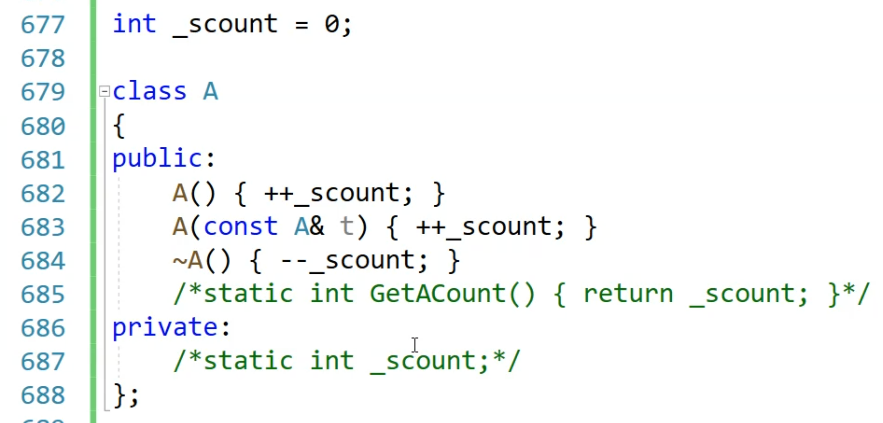 677 int _scount = 0;
678
679 class A
680 {
681 public:
682 A() { ++_scount; }
683 A(const A& t) { ++_scount; }
684 ~A() { --_scount; }
685 /*static int GetACount() { return _scount; }*/
686 private:
687 /*static int _scount;*/
688 };